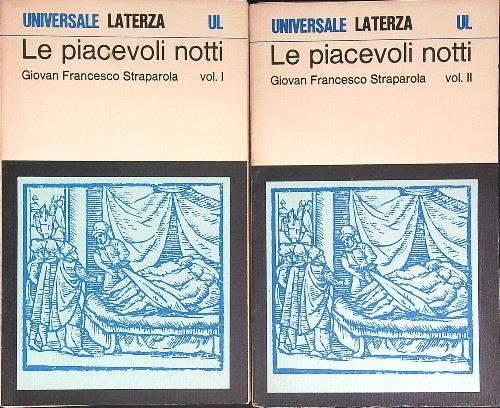 UNIVERSALE LATERZA UL
Le piacevoli notti
Giovan Francesco Straparola vol. I
UNIVERSALE LATERZA UL
Le piacevoli notti
Giovan Francesco Straparola vol. II